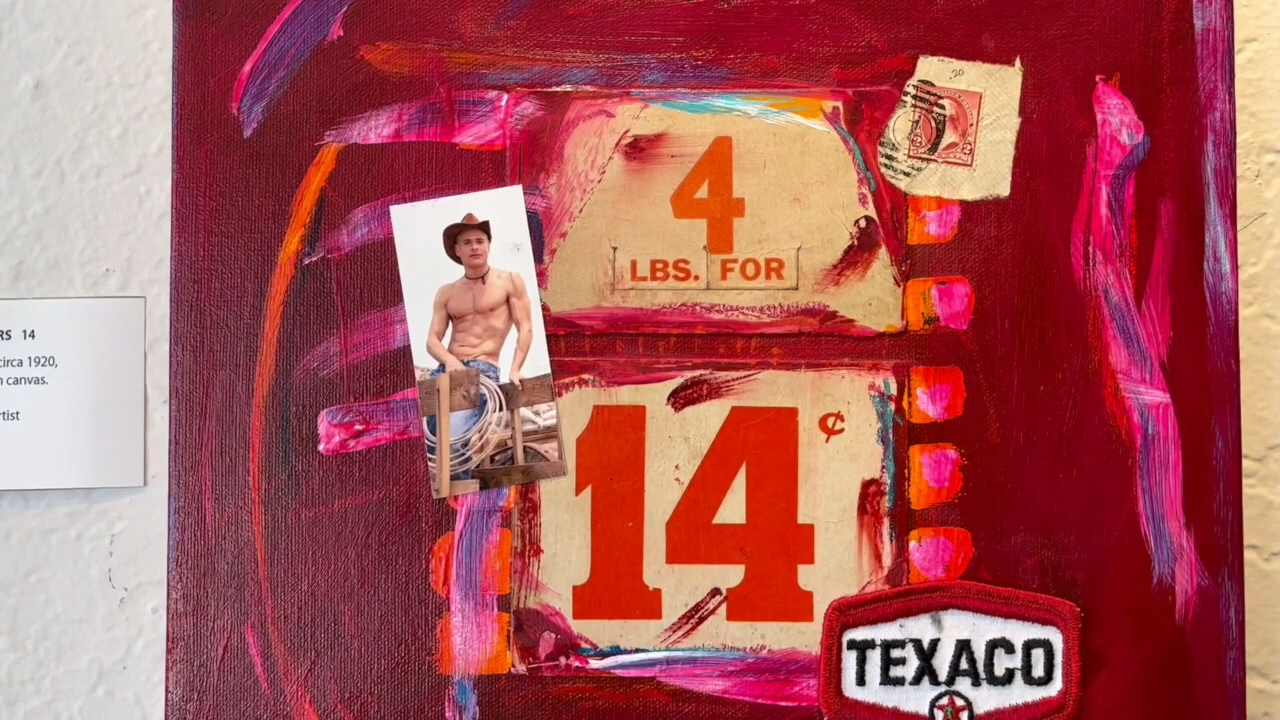 RS 14
circa 1920,
n canvas.
rtist
4
LBS. FOR
14¢
TEXACO